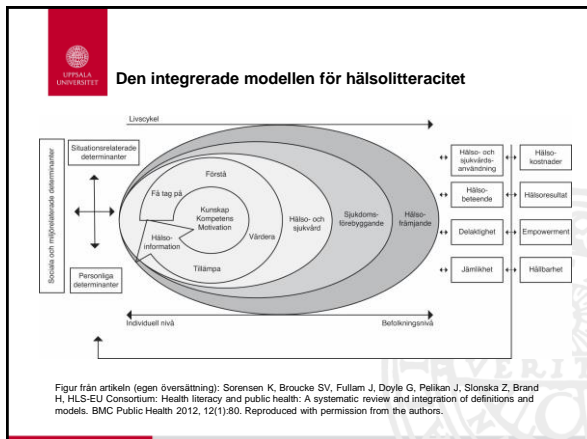 UPPSALA
UNIVERSITET
Den integrerade modellen för hälsolitteracitet
Livscykel
Sociala och miljörelaterade determinanter
Situationsrelaterade
determinanter
Personliga
determinanter
Förstå
Få tag på
Kunskap
Kompetens
Motivation
Hälso-
information
Värdera
Tillämpa
Hälso- och
sjukvård
Sjukdoms-
förebyggande
Hälso-
främjande
Hälso- och
sjukvårds-
användning
Hälso-
kostnader
Hälso-
beteende
Hälsoresultat
Delaktighet
Empowerment
Jämlikhet
Hållbarhet
Individuell nivå
Befolkningsnivå
VERIT
Figur från artikeln (egen översättning): Sorensen K, Broucke SV, Fullam J, Doyle G, Pelikan J, Slonska Z, Brand
H, HLS-EU Consortium: Health literacy and public health: A systematic review and integration of definitions and
models. BMC Public Health 2012, 12(1):80. Reproduced with permission from the authors.